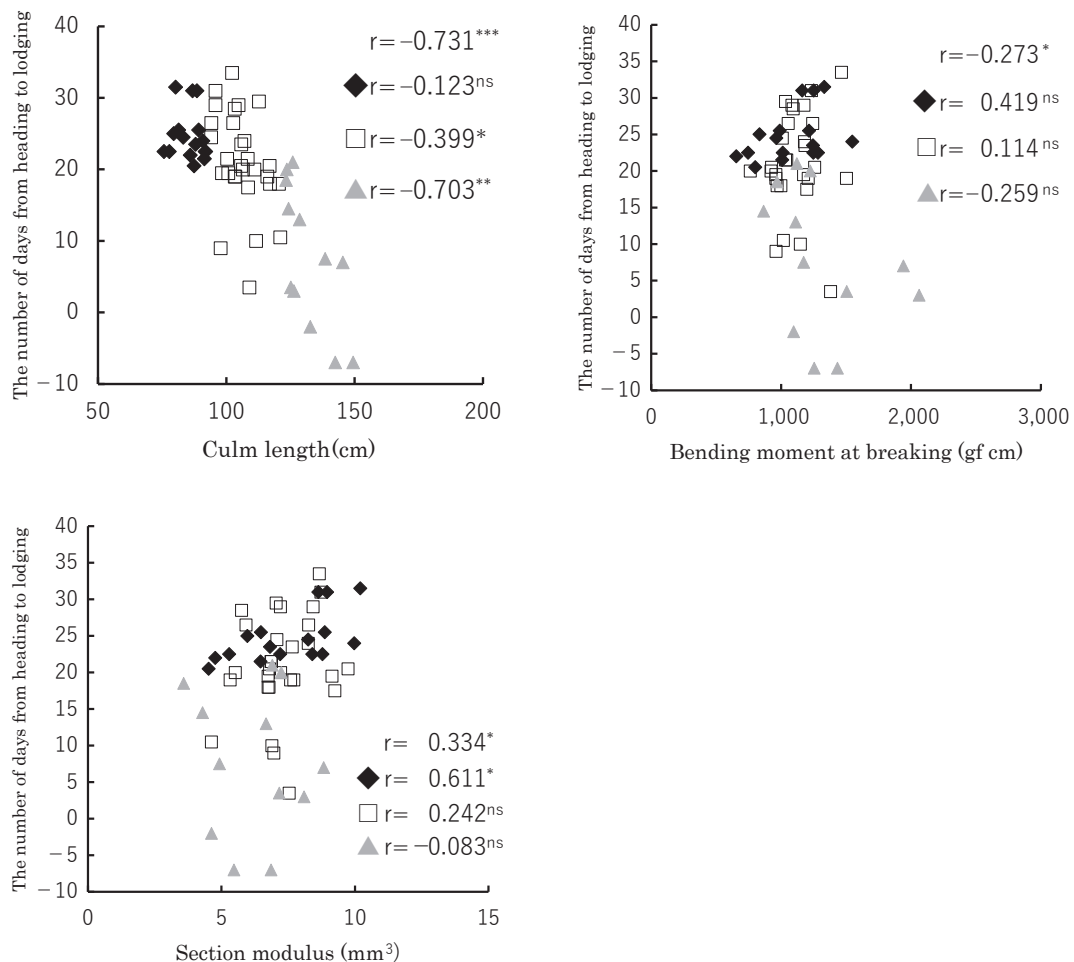 The number of days from heading to lodging
40
30
20
10
0
−10
50
100
150
200
Culm length(cm)
r=−0.731***
r=−0.123ns
r=−0.399*
r=−0.703**
The number of days from heading to lodging
40
35
30
25
20
15
10
5
0
−5
−10
0
1,000
2,000
3,000
Bending moment at breaking (gf cm)
r=−0.273*
r= 0.419ns
r= 0.114ns
r=−0.259ns
The number of days from heading to lodging
40
35
30
25
20
15
10
5
0
−5
−10
0
5
10
15
Section modulus (mm3)
r= 0.334*
r= 0.611*
r= 0.242ns
r= −0.083ns